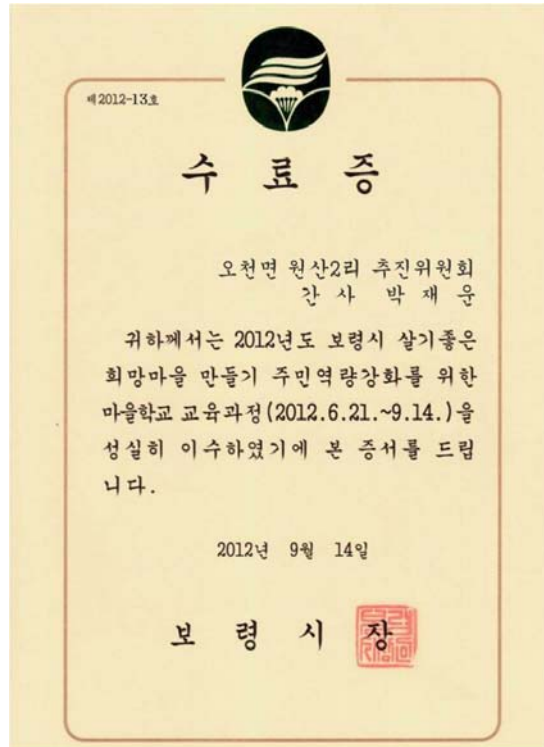 제2012-13호
수 료 증
오천면 원산2리 추진위원회
간 사 박 재 운
귀하께서는 2012년도 보령시 살기좋은
희망마을 만들기 주민역량강화를 위한
마을학교 교육과정(2012.6.21.~9.14.)을
성실히 이수하였기에 본 증서를 드립
니다.
2012년 9월 14일
보 령 시 장